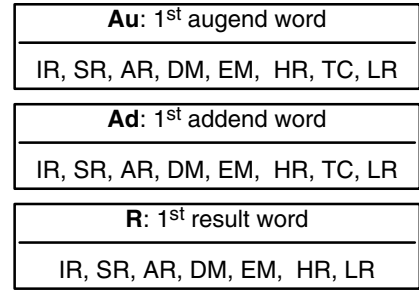 Au: 1st augend word
IR, SR, AR, DM, EM, HR, TC, LR
Ad: 1st addend word
IR, SR, AR, DM, EM, HR, TC, LR
R: 1st result word
IR, SR, AR, DM, EM, HR, LR